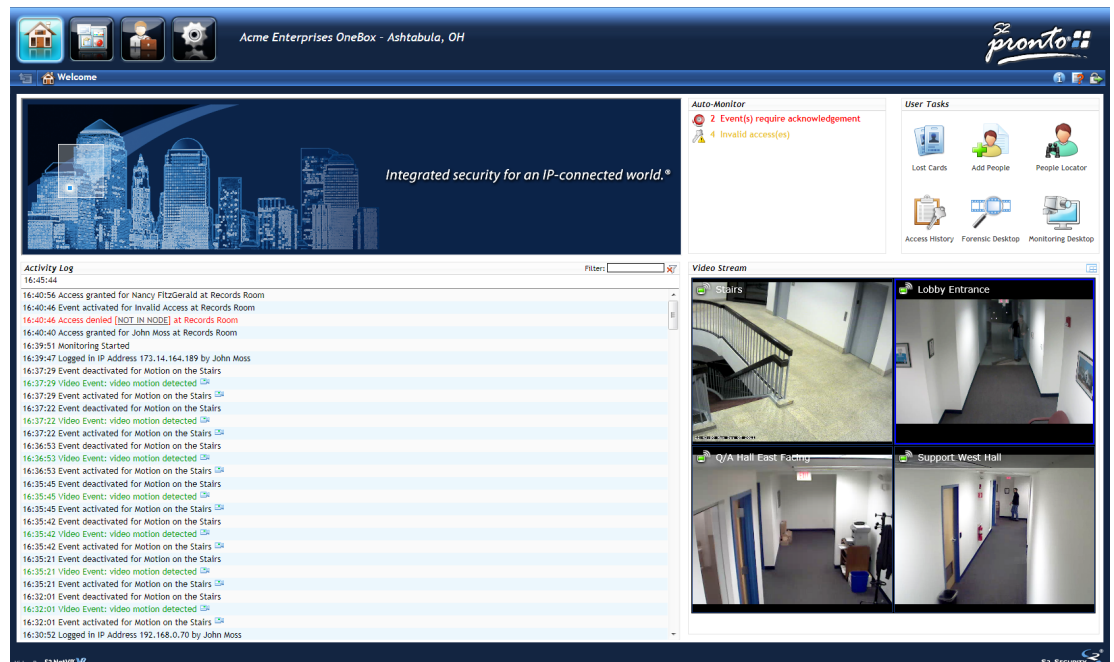 Acme Enterprises OneBox - Ashtabula, OH
S2
pronto
Welcome
Integrated security for an IP-connected world.®
Auto-Monitor
2 Event(s) require acknowledgement
4 Invalid access(es)
User Tasks
Lost Cards
Add People
People Locator
Access History
Forensic Desktop
Monitoring Desktop
Activity Log
Filter:
16:45:44
16:40:56 Access granted for Nancy FitzGerald at Records Room
16:40:46 Event activated for Invalid Access at Records Room
16:40:46 Access denied [NOT IN NODE] at Records Room
16:40:40 Access granted for John Moss at Records Room
16:39:51 Monitoring Started
16:39:47 Logged in IP Address 173.14.164.189 by John Moss
16:37:29 Event deactivated for Motion on the Stairs
16:37:29 Video Event: video motion detected
16:37:29 Event activated for Motion on the Stairs
16:37:22 Event deactivated for Motion on the Stairs
16:37:22 Video Event: video motion detected
16:37:22 Event activated for Motion on the Stairs
16:36:53 Event deactivated for Motion on the Stairs
16:36:53 Video Event: video motion detected
16:36:53 Event activated for Motion on the Stairs
16:35:45 Event deactivated for Motion on the Stairs
16:35:45 Video Event: video motion detected
16:35:45 Event activated for Motion on the Stairs
16:35:42 Event deactivated for Motion on the Stairs
16:35:42 Video Event: video motion detected
16:35:42 Event activated for Motion on the Stairs
16:35:21 Event deactivated for Motion on the Stairs
16:35:21 Video Event: video motion detected
16:35:21 Event activated for Motion on the Stairs
16:32:01 Event deactivated for Motion on the Stairs
16:32:01 Video Event: video motion detected
16:32:01 Event activated for Motion on the Stairs
16:30:52 Logged in IP Address 192.168.0.70 by John Moss
Video Stream
Stairs
Lobby Entrance
Q/A Hall East Facing
Support West Hall
S2 NetVR
S2 Security